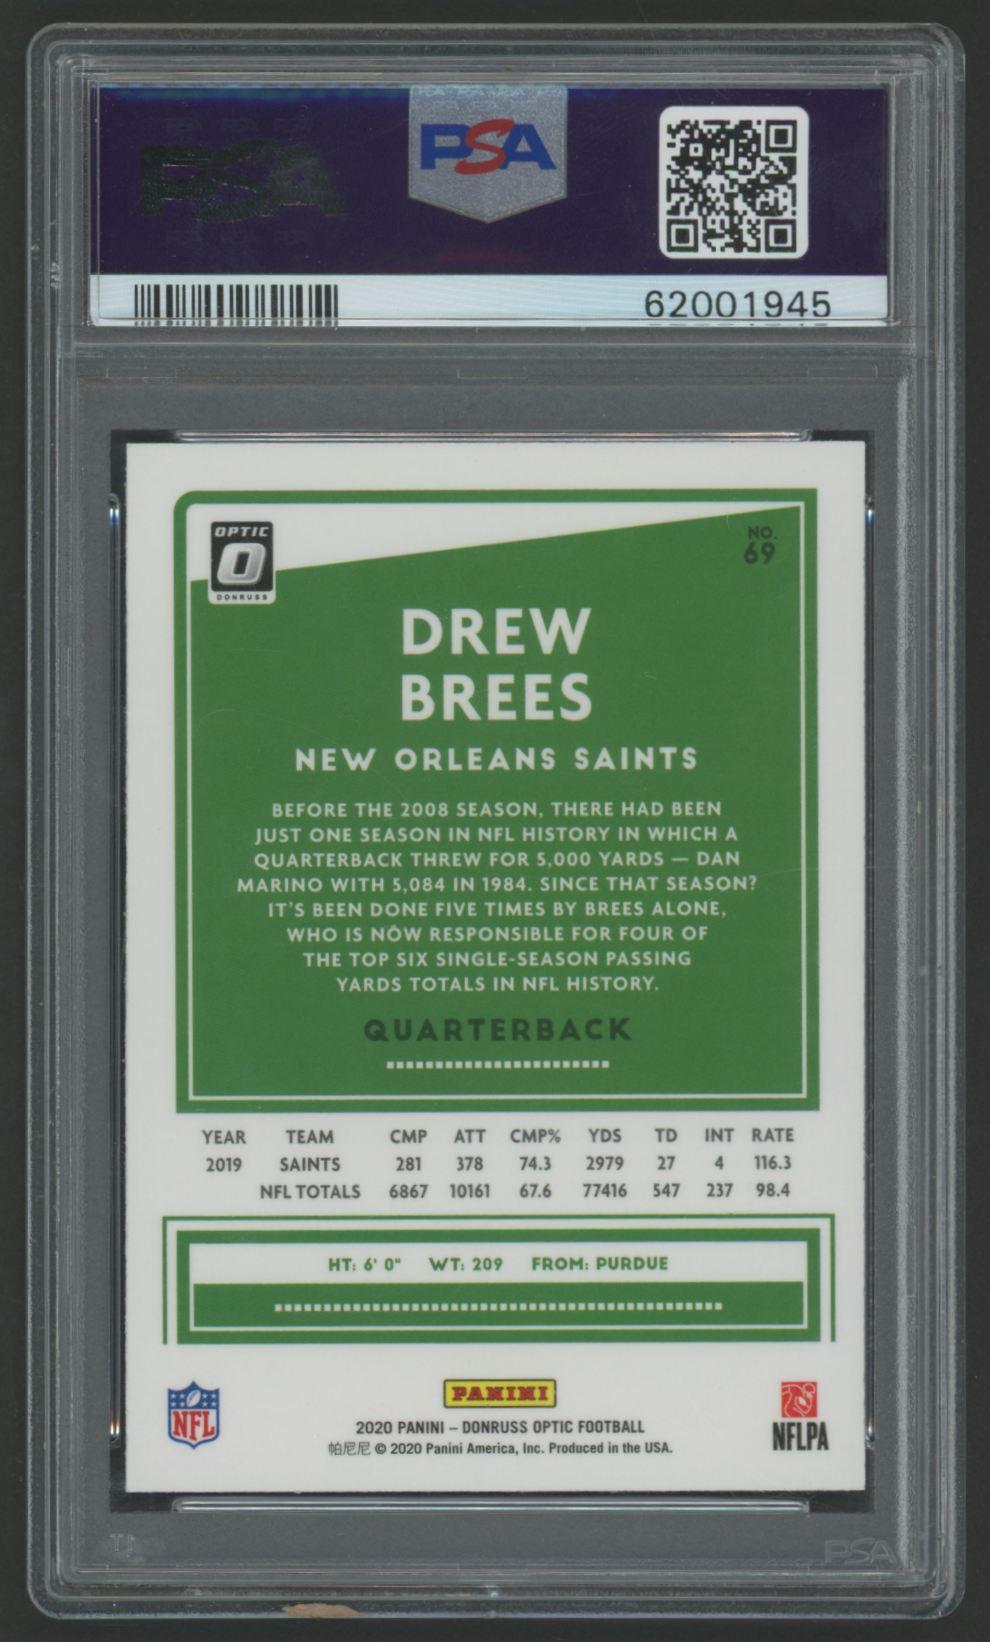 PSA
PSA
62001945
OPTIC
O
DONRUSS
NO.
69
DREW
BREES
NEW ORLEANS SAINTS
BEFORE THE 2008 SEASON, THERE HAD BEEN
JUST ONE SEASON IN NFL HISTORY IN WHICH A
QUARTERBACK THREW FOR 5,000 YARDS — DAN
MARINO WITH 5,084 IN 1984. SINCE THAT SEASON?
IT'S BEEN DONE FIVE TIMES BY BREES ALONE,
WHO IS NOW RESPONSIBLE FOR FOUR OF
THE TOP SIX SINGLE-SEASON PASSING
YARDS TOTALS IN NFL HISTORY.
QUARTERBACK
YEAR TEAM CMP ATT CMP% YDS TD INT RATE
2019 SAINTS 281 378 74.3 2979 27 4 116.3
NFL TOTALS 6867 10161 67.6 77416 547 237 98.4
HT: 6' 0" WT: 209 FROM: PURDUE
NFL
PANINI
NFLPA
2020 PANINI – DONRUSS OPTIC FOOTBALL
帕尼尼 © 2020 Panini America, Inc. Produced in the USA.
PSA